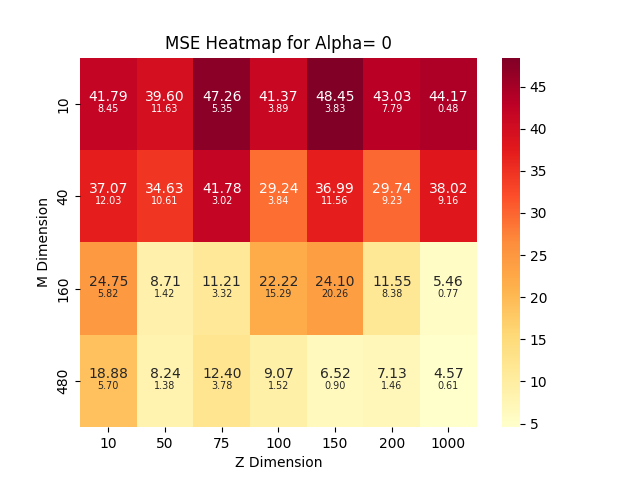 MSE Heatmap for Alpha= 0
M Dimension
10
41.79 39.60 47.26 41.37 48.45 43.03 44.17
8.45 11.63 5.35 3.89 3.83 7.79 0.48
40
37.07 34.63 41.78 29.24 36.99 29.74 38.02
12.03 10.61 3.02 3.84 11.56 9.23 9.16
160
24.75 8.71 11.21 22.22 24.10 11.55 5.46
5.82 1.42 3.32 15.29 20.26 8.38 0.77
480
18.88 8.24 12.40 9.07 6.52 7.13 4.57
5.70 1.38 3.78 1.52 0.90 1.46 0.61
10 50 75 100 150 200 1000
Z Dimension
45
40
35
30
25
20
15
10
5